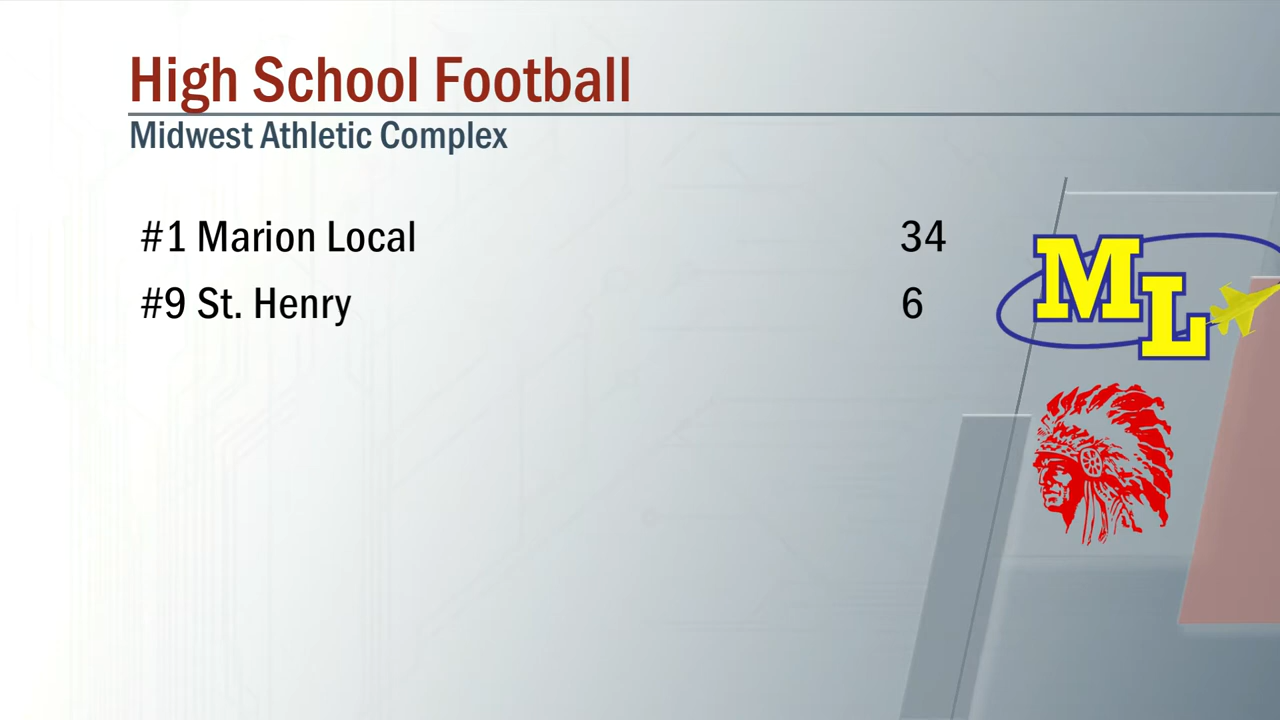 High School Football
Midwest Athletic Complex
#1 Marion Local 34
#9 St. Henry 6
ML